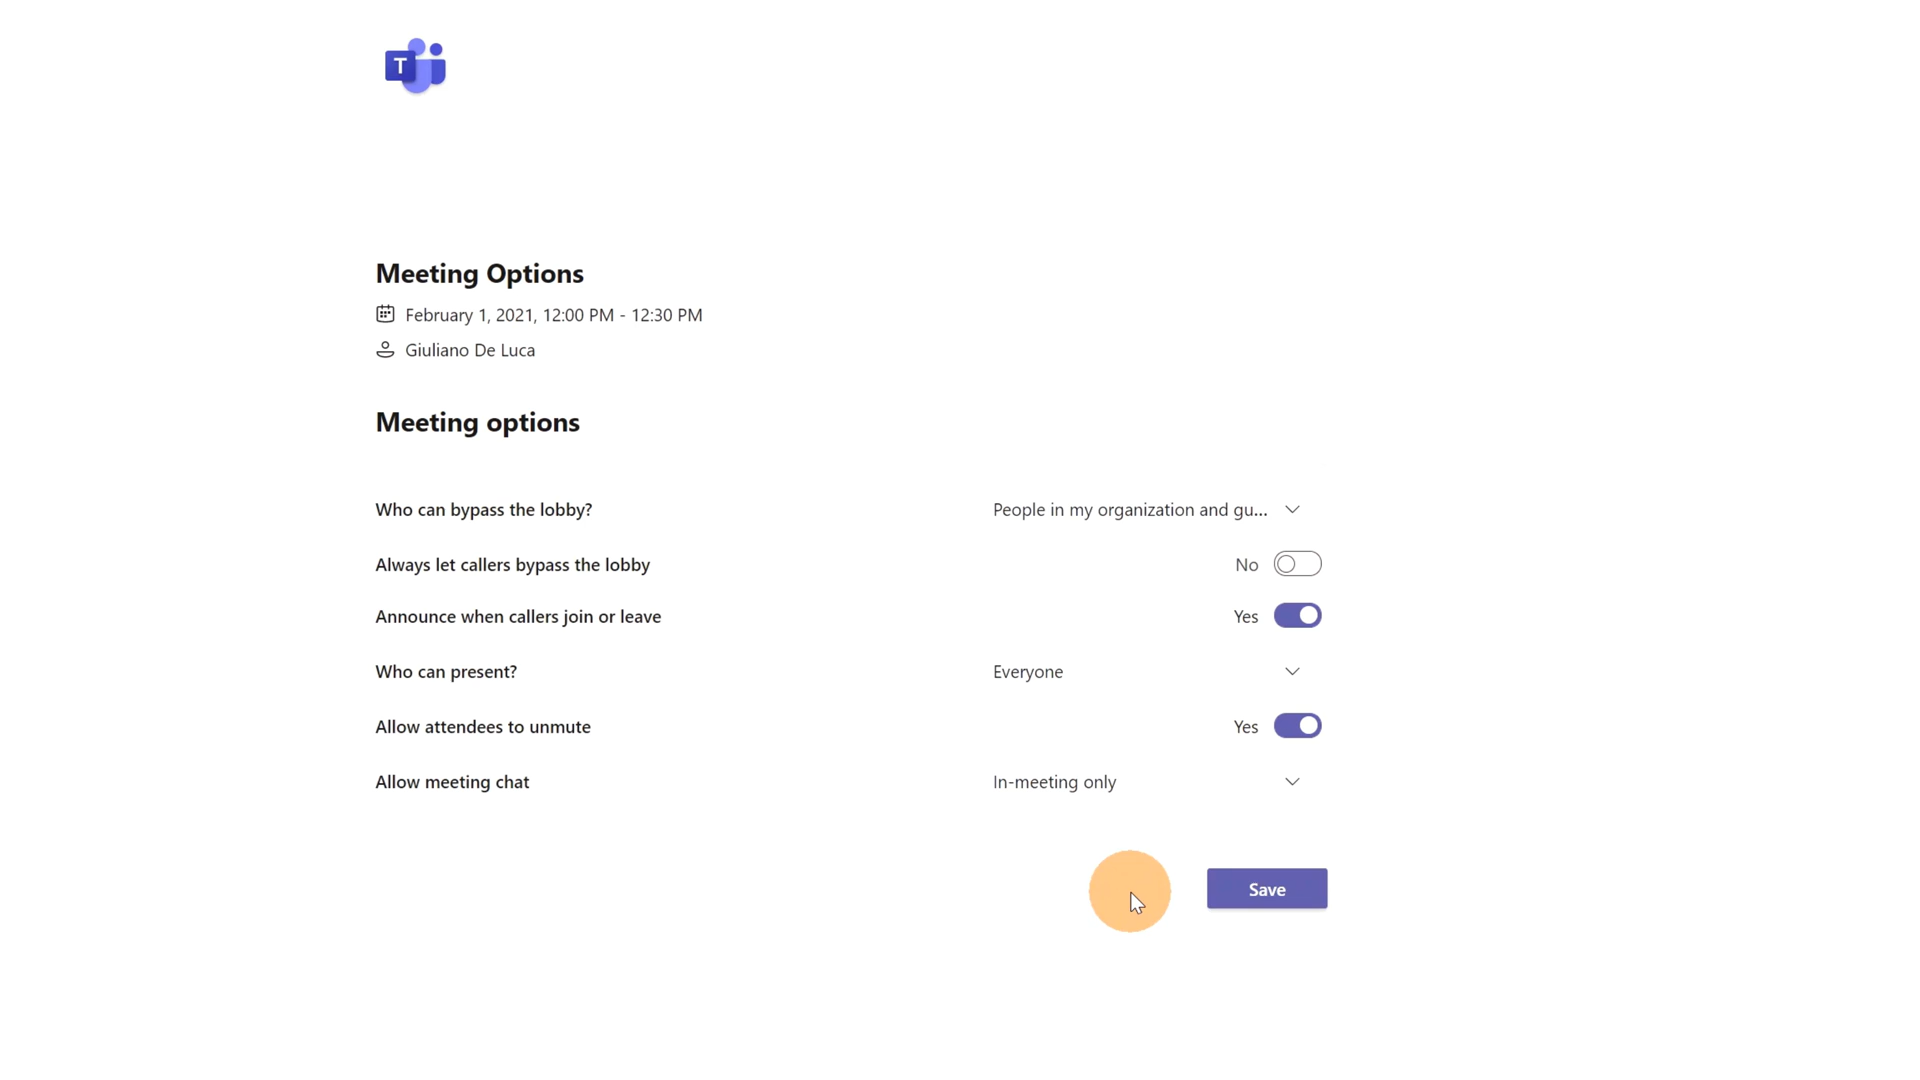 T
Meeting Options
February 1, 2021, 12:00 PM - 12:30 PM
Giuliano De Luca
Meeting options
Who can bypass the lobby? People in my organization and gu...
Always let callers bypass the lobby No
Announce when callers join or leave Yes
Who can present? Everyone
Allow attendees to unmute Yes
Allow meeting chat In-meeting only
Save